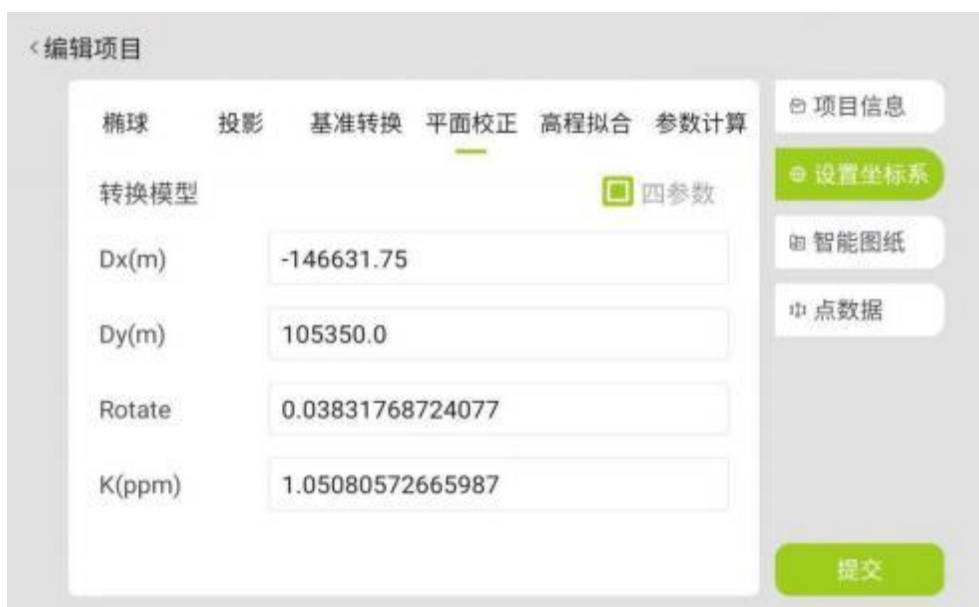 编辑项目
椭球 投影 基准转换 平面校正 高程拟合 参数计算
转换模型 四参数
Dx(m) -146631.75
Dy(m) 105350.0
Rotate 0.03831768724077
K(ppm) 1.05080572665987
项目信息
设置坐标系
智能图纸
点数据
提交